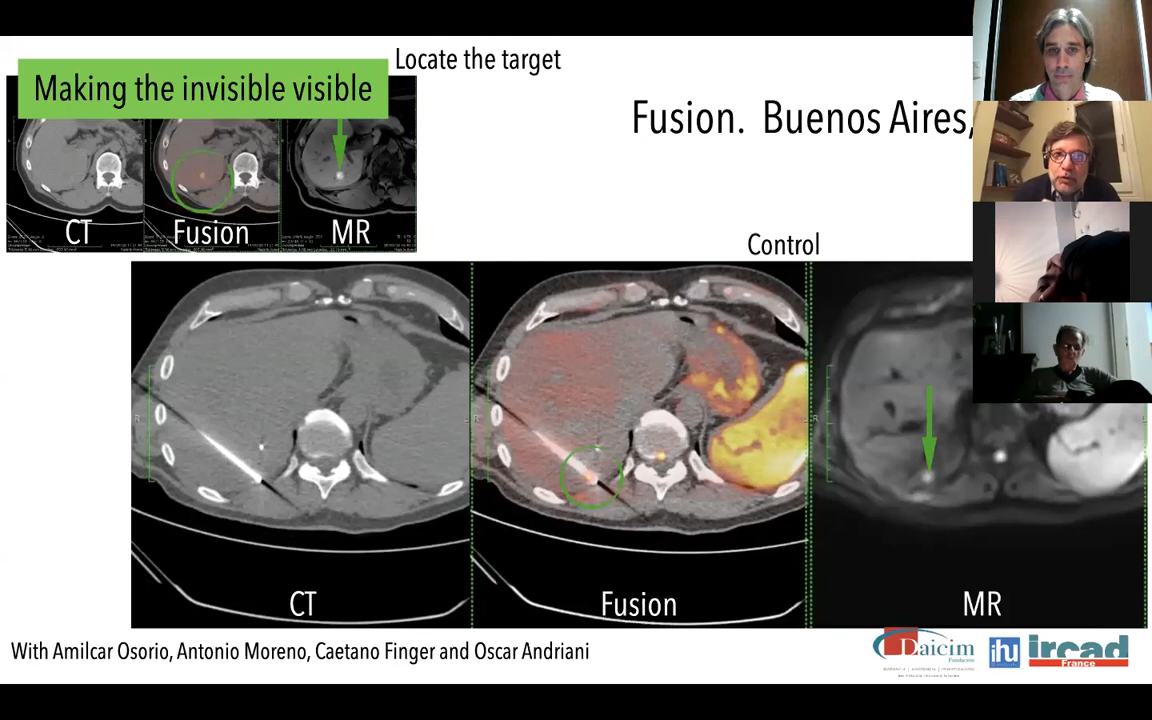 Locate the target
Making the invisible visible
Fusion. Buenos Aires,
CT
Fusion
MR
Control
R
R
R
CT
Fusion
MR
With Amilcar Osorio, Antonio Moreno, Caetano Finger and Oscar Andriani
Daicim
Fundación
ihu
ircad
France